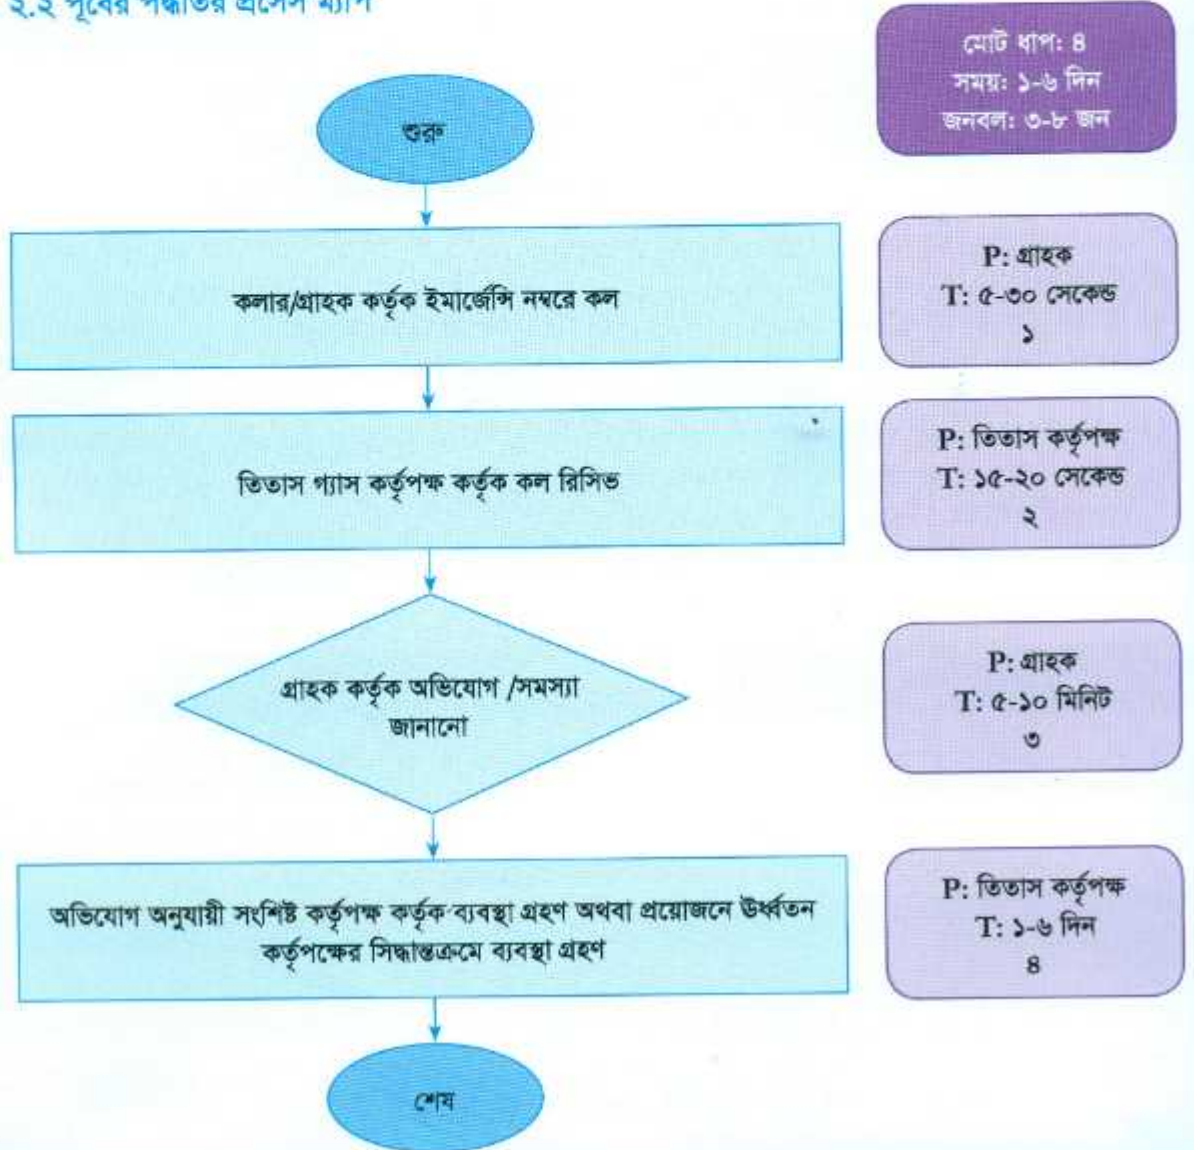 ২.২ পূর্বের পদ্ধতির প্রসেস ম্যাপ
মোট ধাপ: ৪
সময়: ১-৬ দিন
জনবল: ৩-৮ জন
শুরু
কলার/গ্রাহক কর্তৃক ইমার্জেন্সি নম্বরে কল
P: গ্রাহক
T: ৫-৩০ সেকেন্ড
১
তিতাস গ্যাস কর্তৃপক্ষ কর্তৃক কল রিসিভ
P: তিতাস কর্তৃপক্ষ
T: ১৫-২০ সেকেন্ড
২
গ্রাহক কর্তৃক অভিযোগ /সমস্যা
জানানো
P: গ্রাহক
T: ৫-১০ মিনিট
৩
অভিযোগ অনুযায়ী সংশিষ্ট কর্তৃপক্ষ কর্তৃক ব্যবস্থা গ্রহণ অথবা প্রয়োজনে ঊর্ধ্বতন
কর্তৃপক্ষের সিদ্ধান্তক্রমে ব্যবস্থা গ্রহণ
P: তিতাস কর্তৃপক্ষ
T: ১-৬ দিন
৪
শেষ